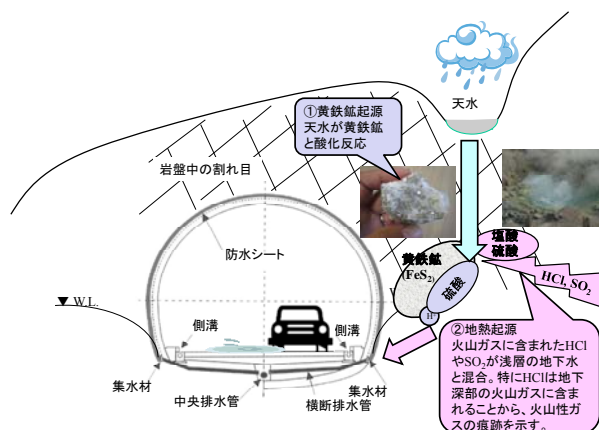 天水
①黄鉄鉱起源
天水が黄鉄鉱
と酸化反応
岩盤中の割れ目
防水シート
塩酸
硫酸
黄鉄鉱
(FeS₂)
硫酸
HCl, SO₂
H⁺
W.L.
側溝
側溝
集水材
集水材
中央排水管
横断排水管
②地熱起源
火山ガスに含まれたHCl
やSO₂が浅層の地下水
と混合。特にHClは地下
深部の火山ガスに含ま
れることから、火山性ガ
スの痕跡を示す。